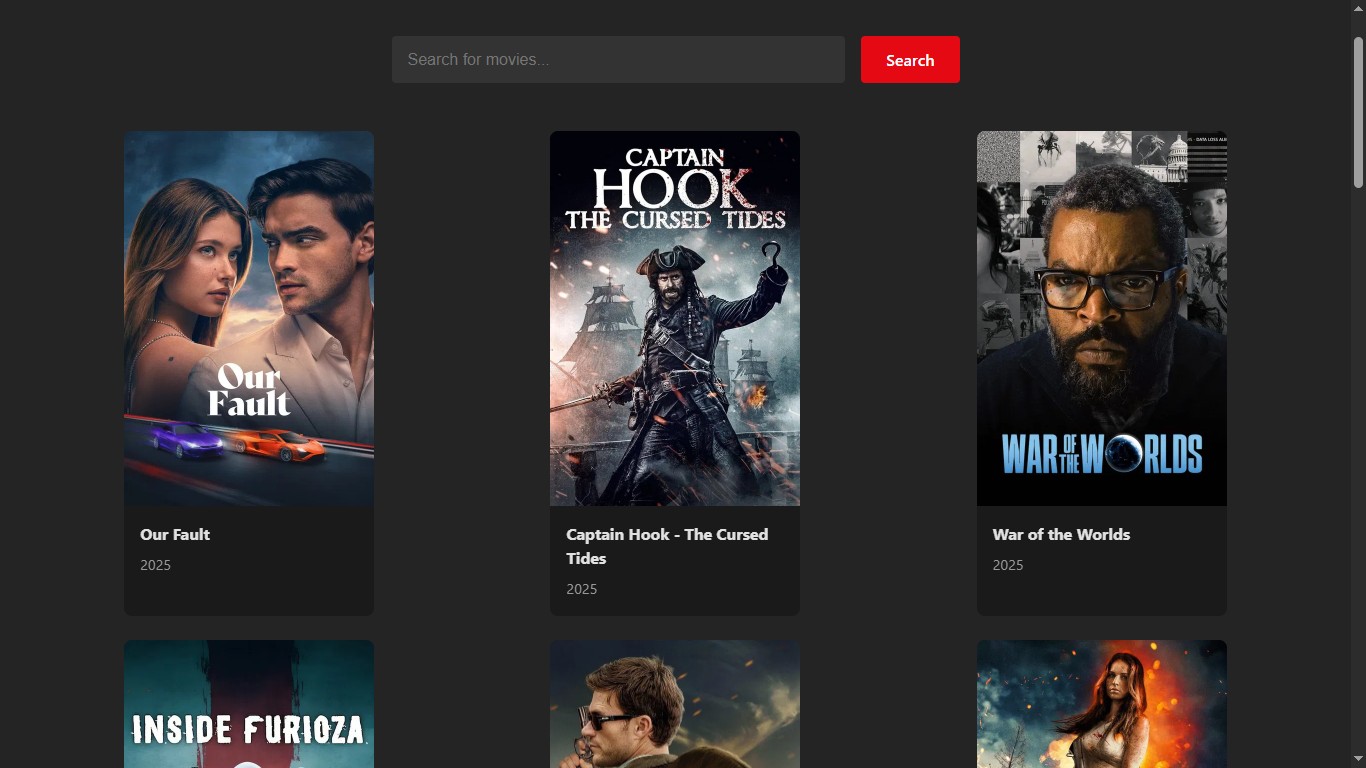 Search for movies...
Search
CAPTAIN
HOOK
THE CURSED TIDES
DATA LOSS
Our
Fault
WAR OF THE WORLDS
Our Fault
2025
Captain Hook - The Cursed
Tides
2025
War of the Worlds
2025
INSIDE FURIOZA